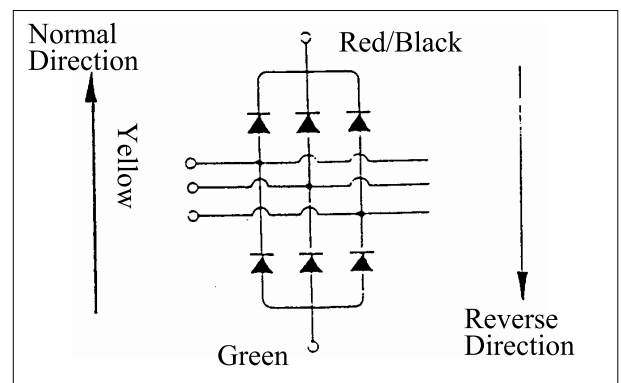 Normal
Direction
Red/Black
Yellow
Green
Reverse
Direction